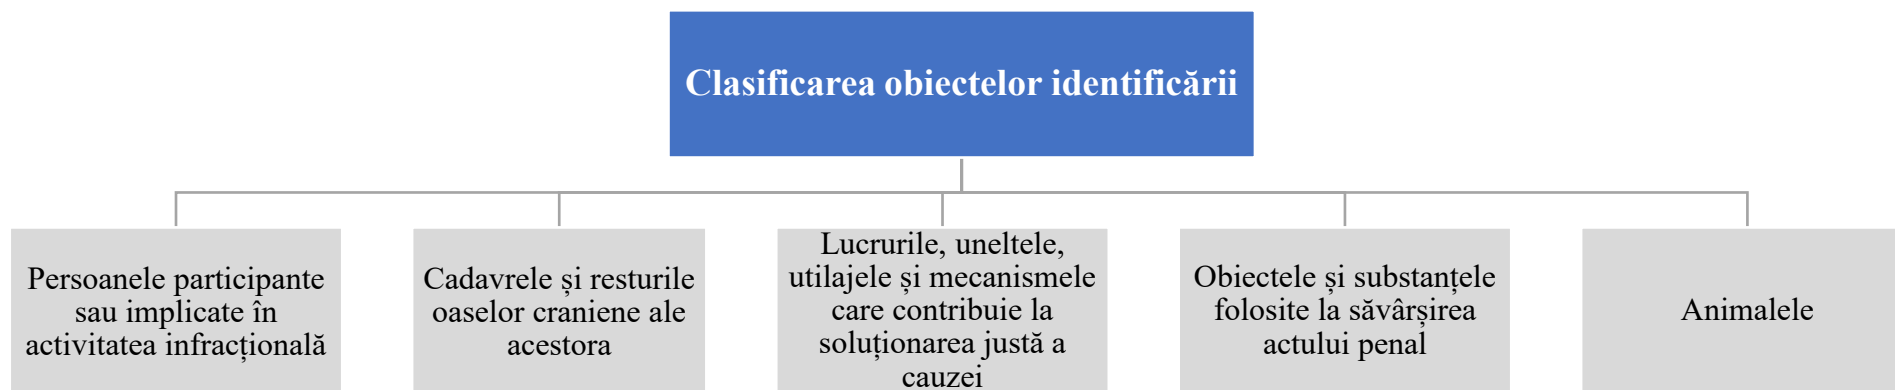 Clasificarea obiectelor identificării
Persoanele participante
sau implicate în
activitatea infracțională
Cadavrele și resturile
oaselor craniene ale
acestora
Lucrurile, uneltele,
utilajele și mecanismele
care contribuie la
soluționarea justă a
cauzei
Obiectele și substanțele
folosite la săvârșirea
actului penal
Animalele